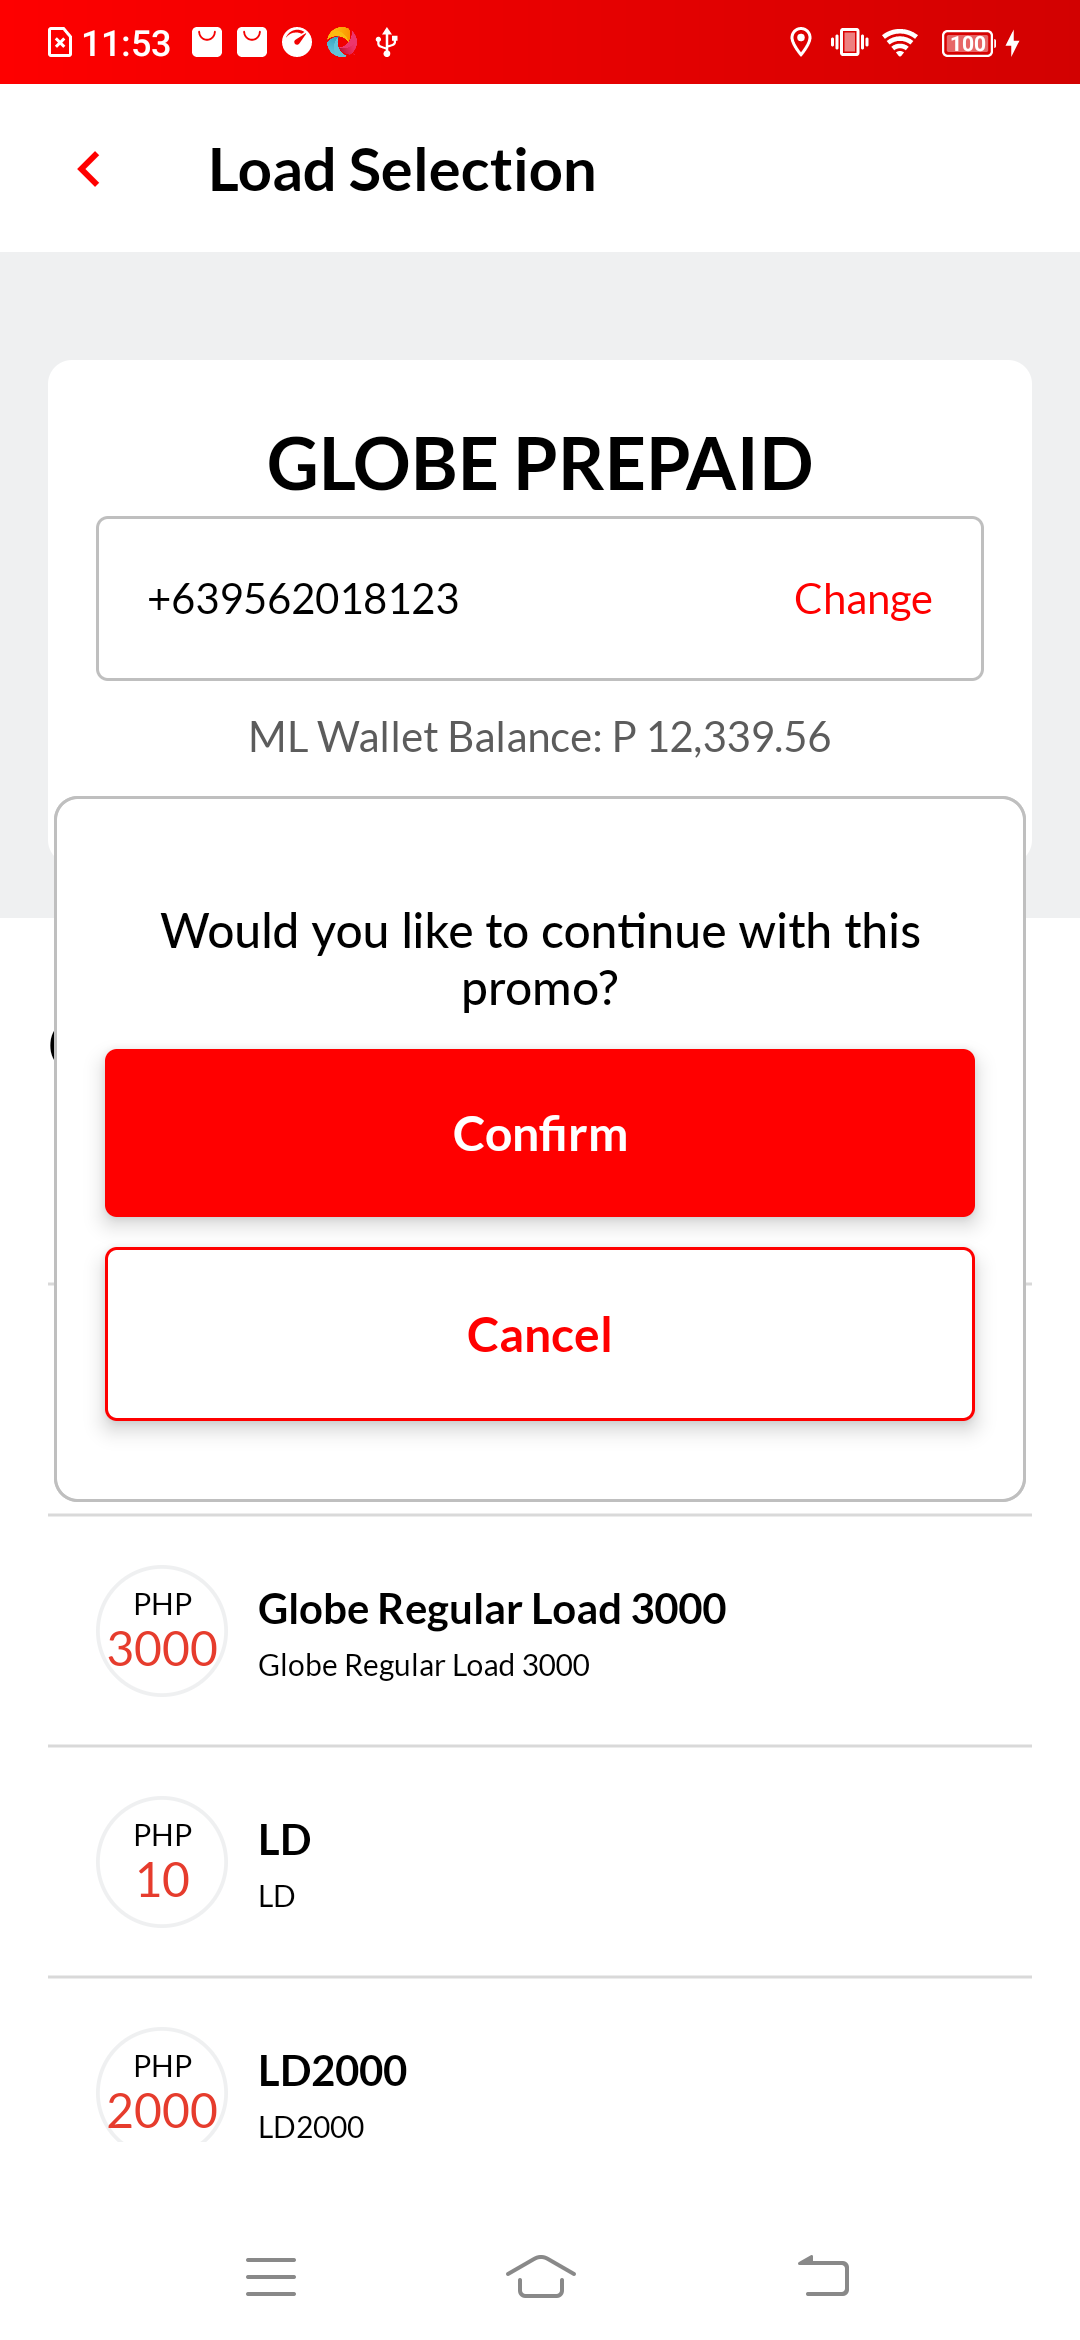 11:53
100
Load Selection
GLOBE PREPAID
+639562018123
Change
ML Wallet Balance: P 12,339.56
Would you like to continue with this
promo?
Confirm
Cancel
PHP
3000
Globe Regular Load 3000
Globe Regular Load 3000
PHP
10
LD
LD
PHP
2000
LD2000
LD2000